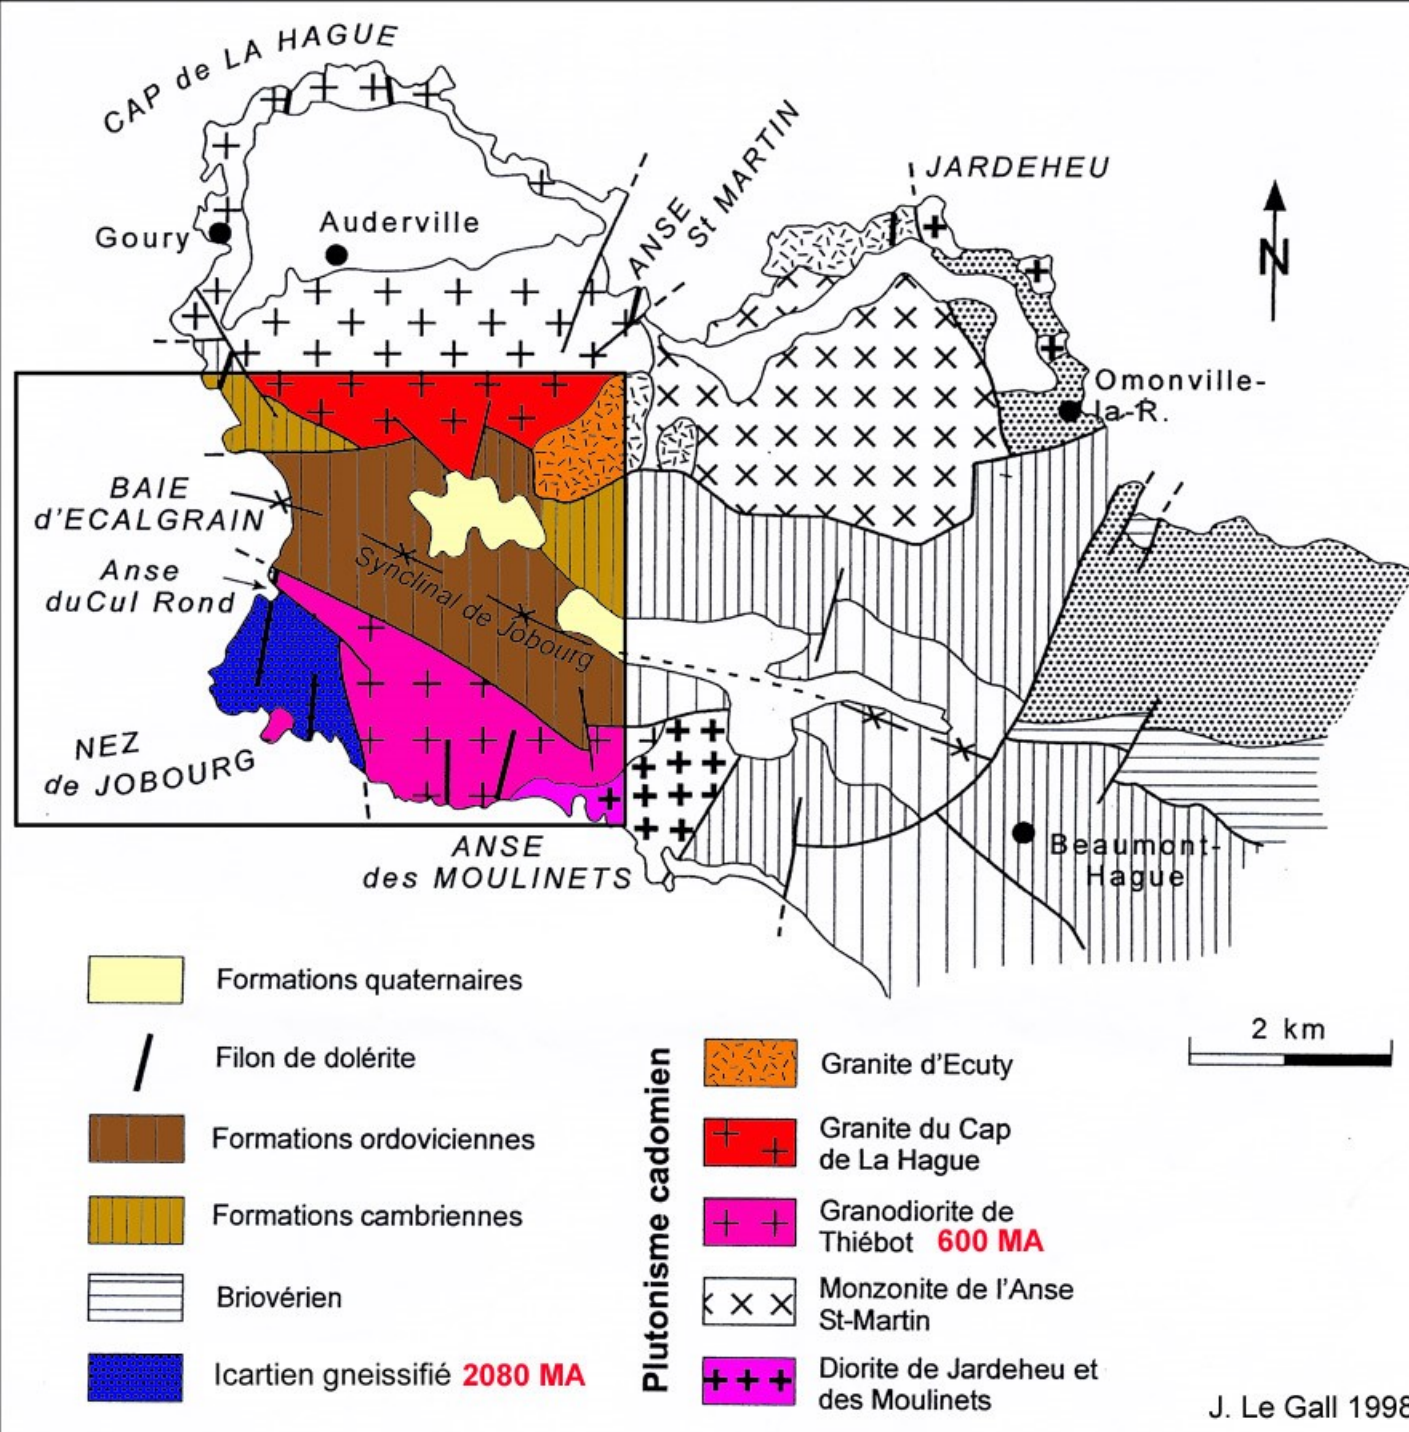 CAP de LA HAGUE
ANSE
St MARTIN
JARDEHEU
Goury
Auderville
N
Omonville-
la-R.
BAIE
d'ECALGRAIN
Anse
duCul Rond
Synclinal de Jobourg
NEZ
de JOBOURG
ANSE
des MOULINETS
Beaumont-
Hague
Formations quaternaires
Filon de dolérite
Formations ordoviciennes
Formations cambriennes
Briovérien
Icartien gneissifié 2080 MA
Plutonisme cadomien
2 km
Granite d'Ecuty
Granite du Cap
de La Hague
Granodiorite de
Thiébot 600 MA
Monzonite de l'Anse
St-Martin
Diorite de Jardeheu et
des Moulinets
J. Le Gall 1998